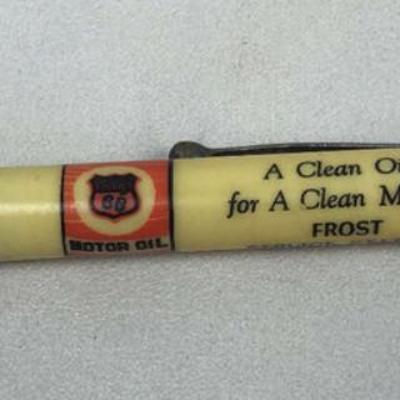 66
MOTOR OIL
A Clean Oi
for A Clean M
FROST